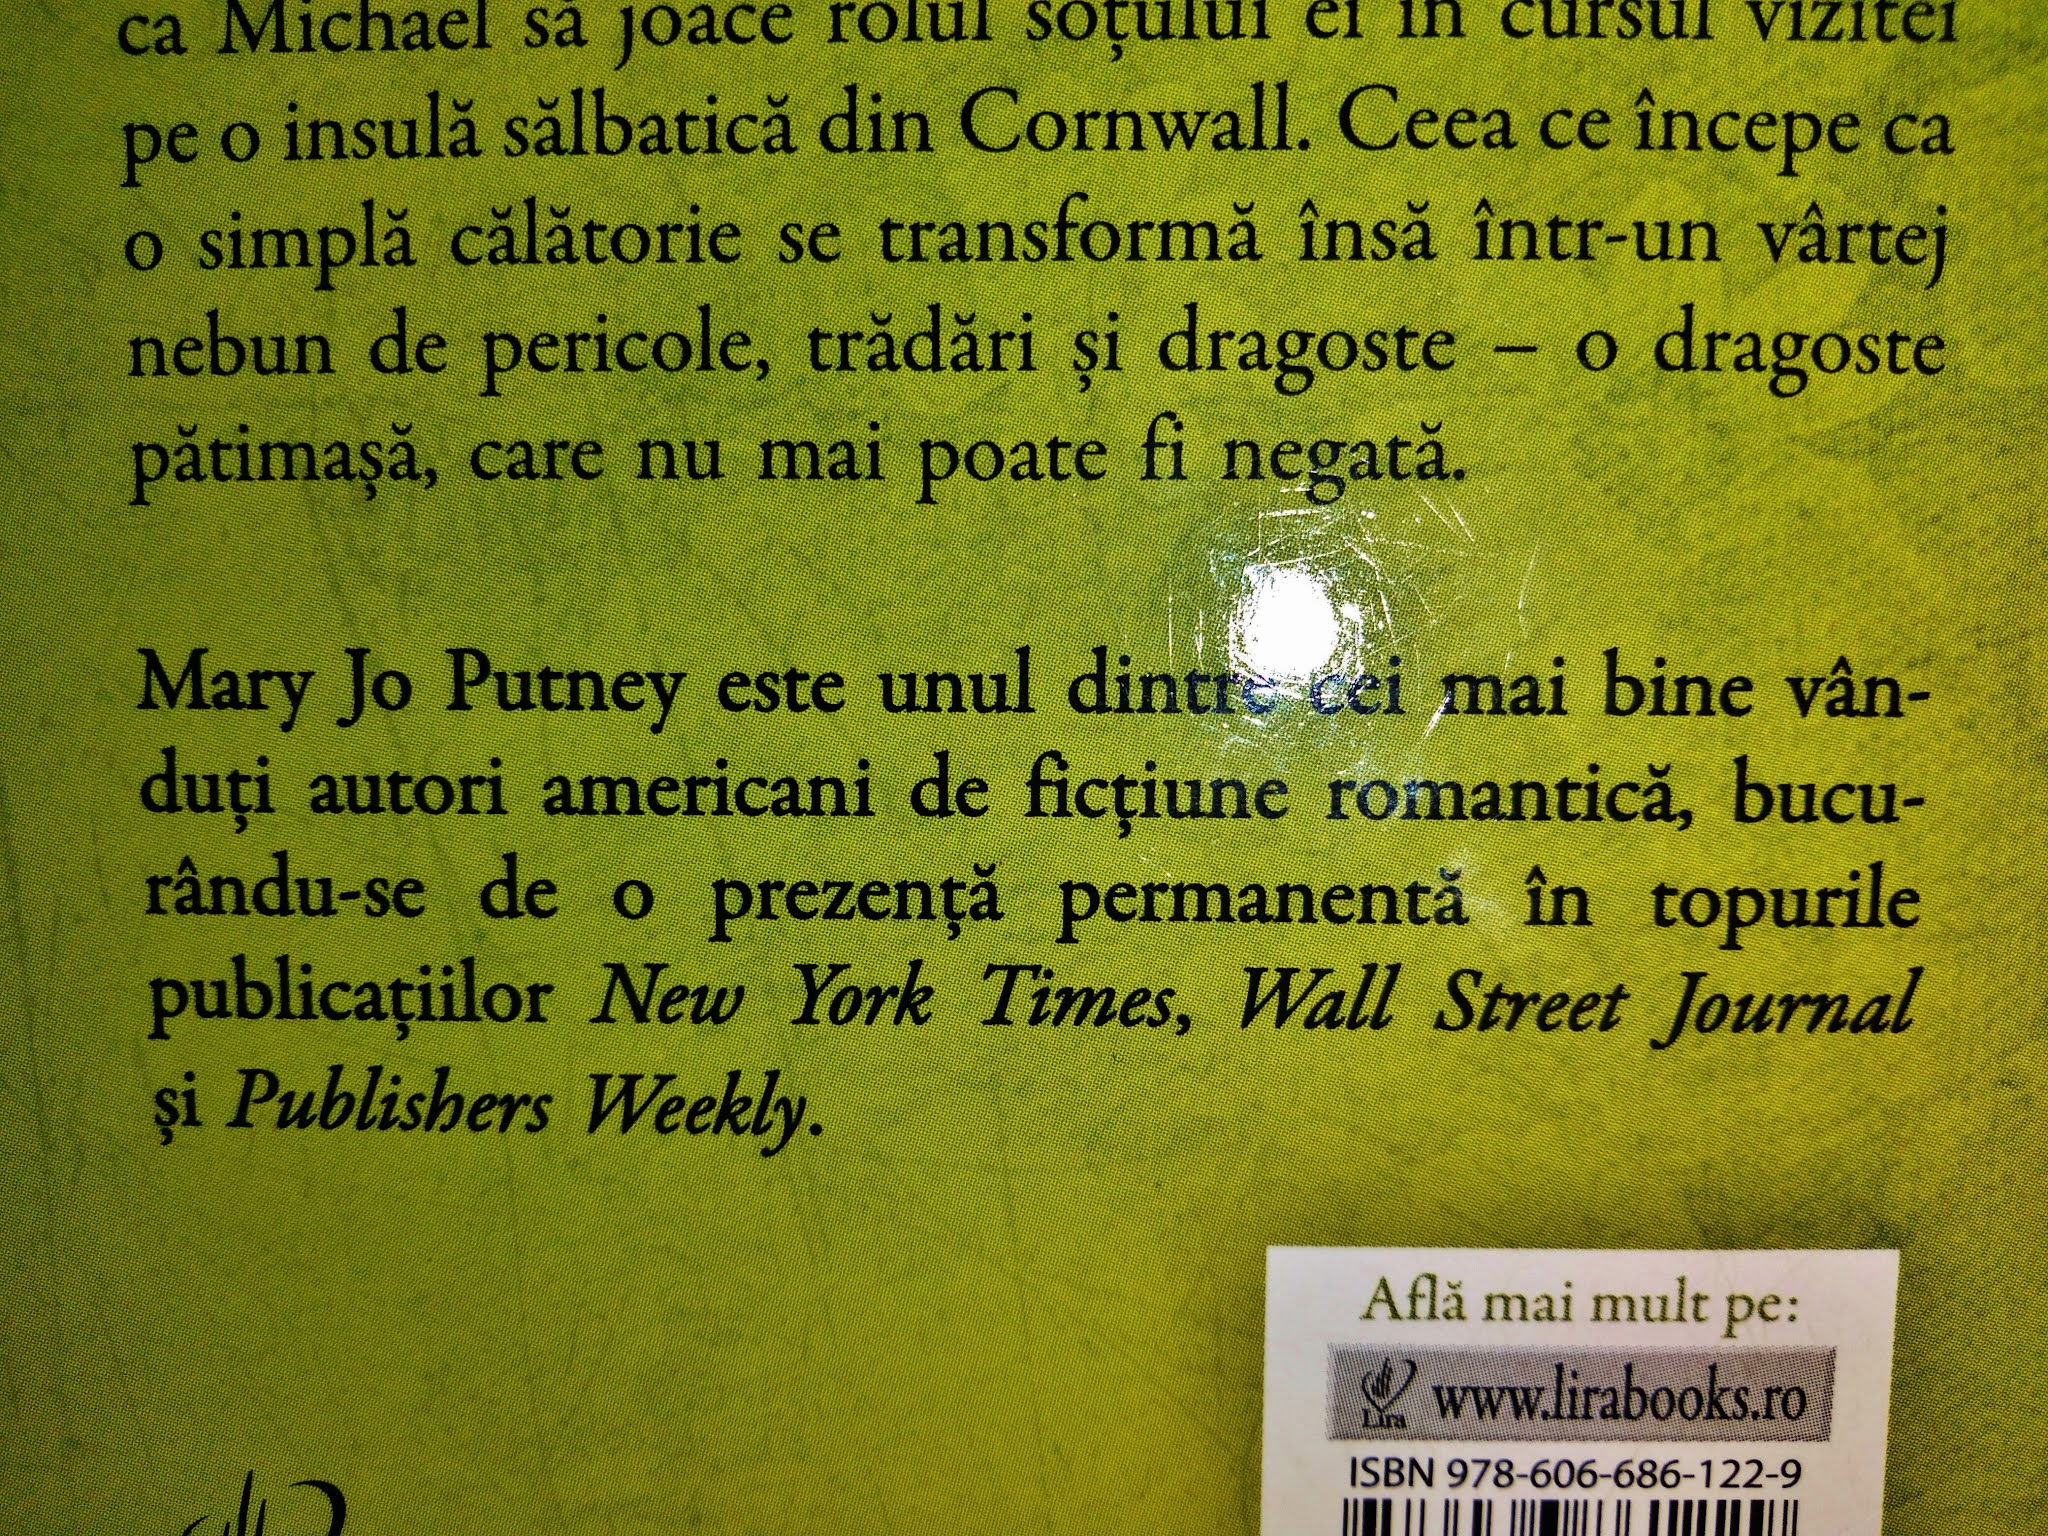 ca Michael să joace rolul soțului ei în cursul vizitei
pe o insulă sălbatică din Cornwall. Ceea ce începe ca
o simplă călătorie se transformă însă într-un vârtej
nebun de pericole, trădări și dragoste – o dragoste
pătimașă, care nu mai poate fi negată.
Mary Jo Putney este unul dintre cei mai bine vân-
duți autori americani de ficțiune romantică, bucu-
rându-se de o prezență permanentă în topurile
publicațiilor New York Times, Wall Street Journal
și Publishers Weekly.
Află mai mult pe:
Lira www.lirabooks.ro
ISBN 978-606-686-122-9